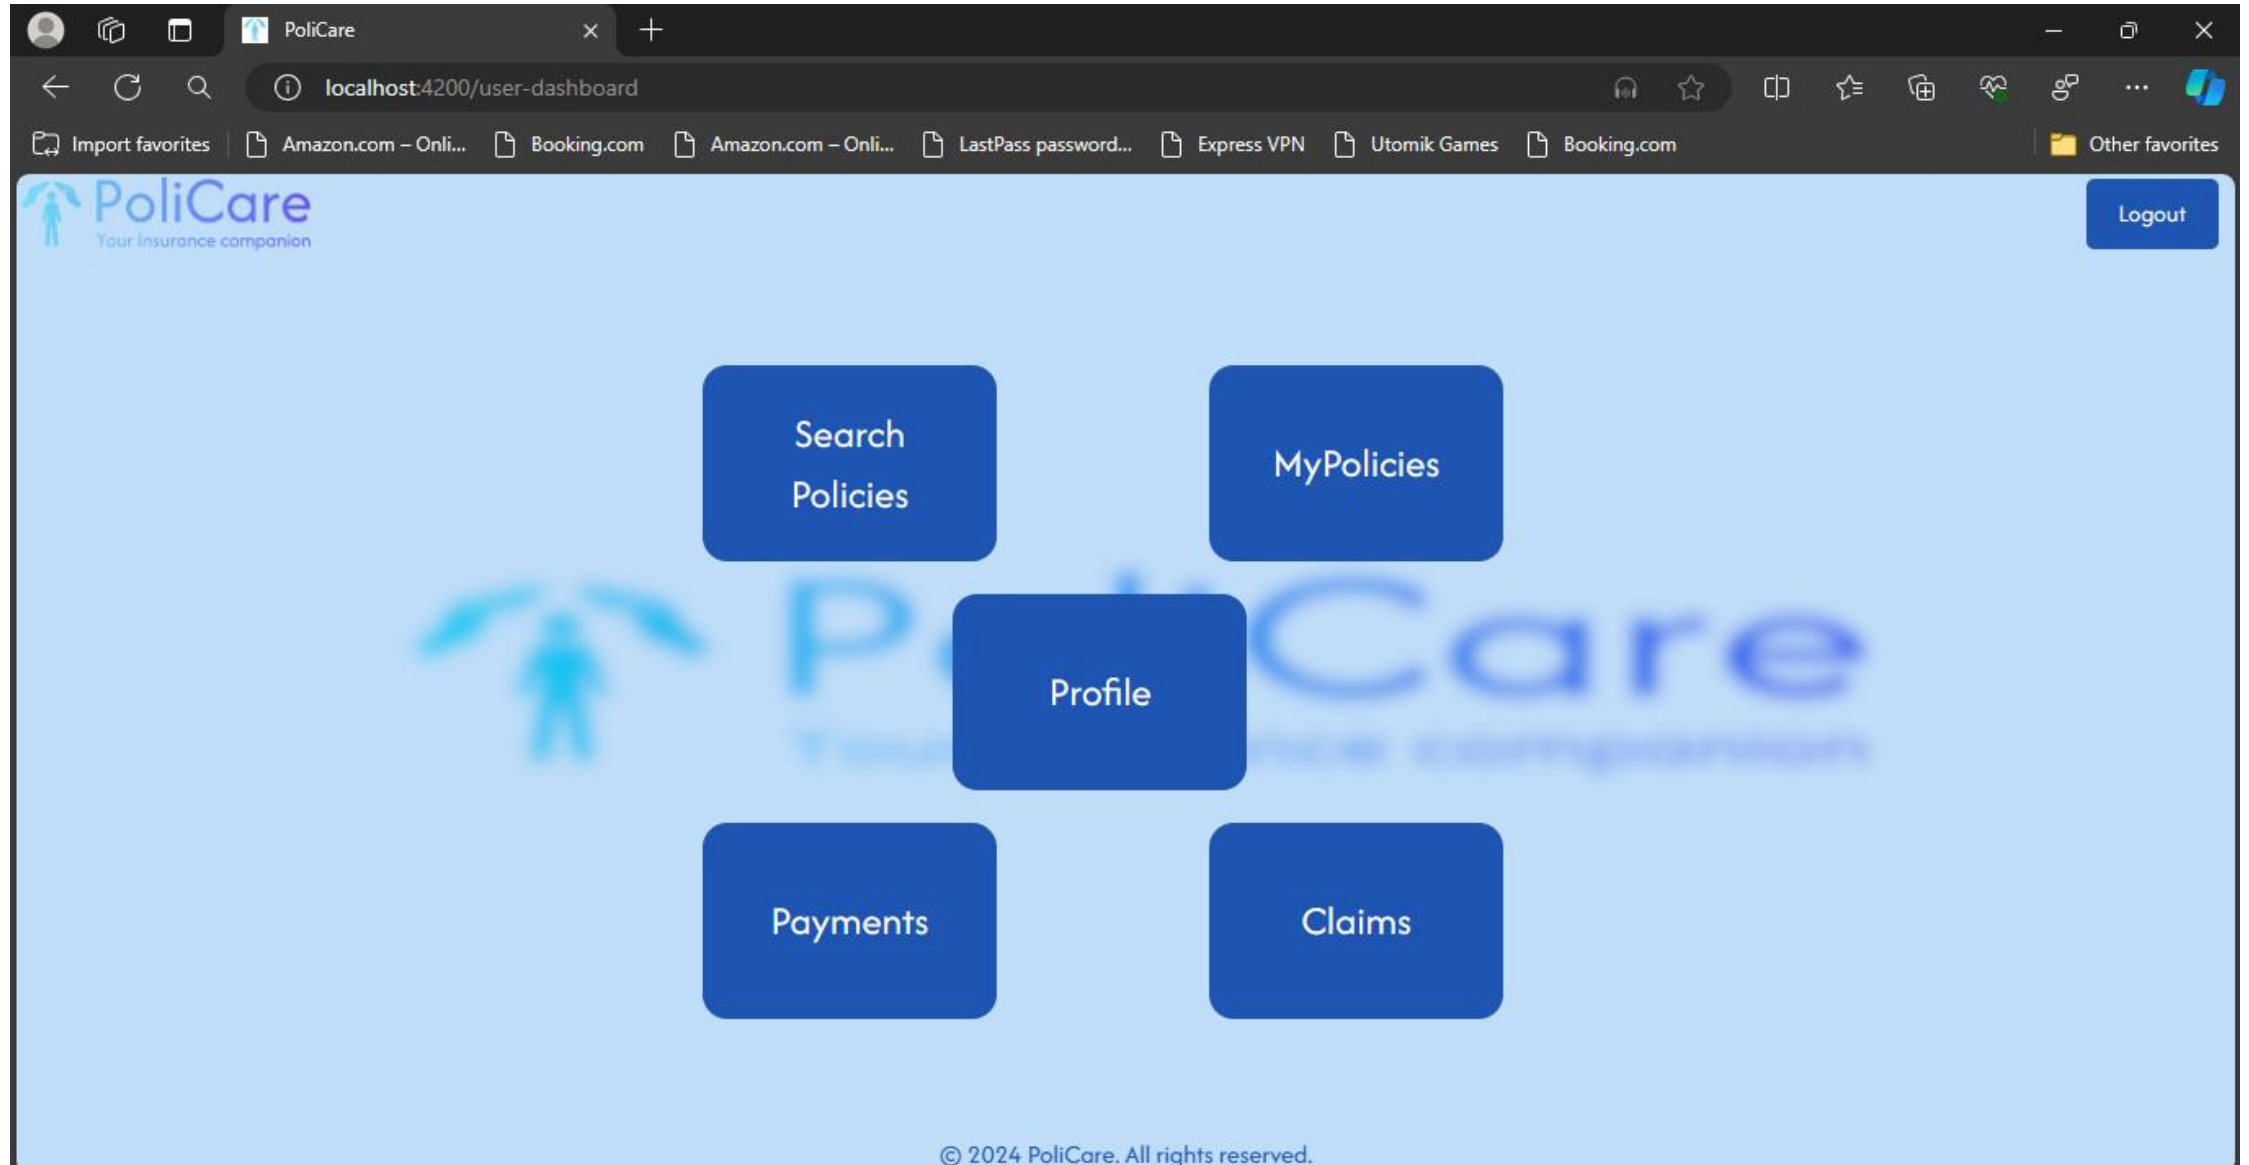 PoliCare
localhost:4200/user-dashboard
Import favorites
Amazon.com – Onli...
Booking.com
Amazon.com – Onli...
LastPass password...
Express VPN
Utomik Games
Booking.com
Other favorites
PoliCare
Your Insurance companion
Logout
Search
Policies
MyPolicies
Profile
Payments
Claims
© 2024 PoliCare. All rights reserved.